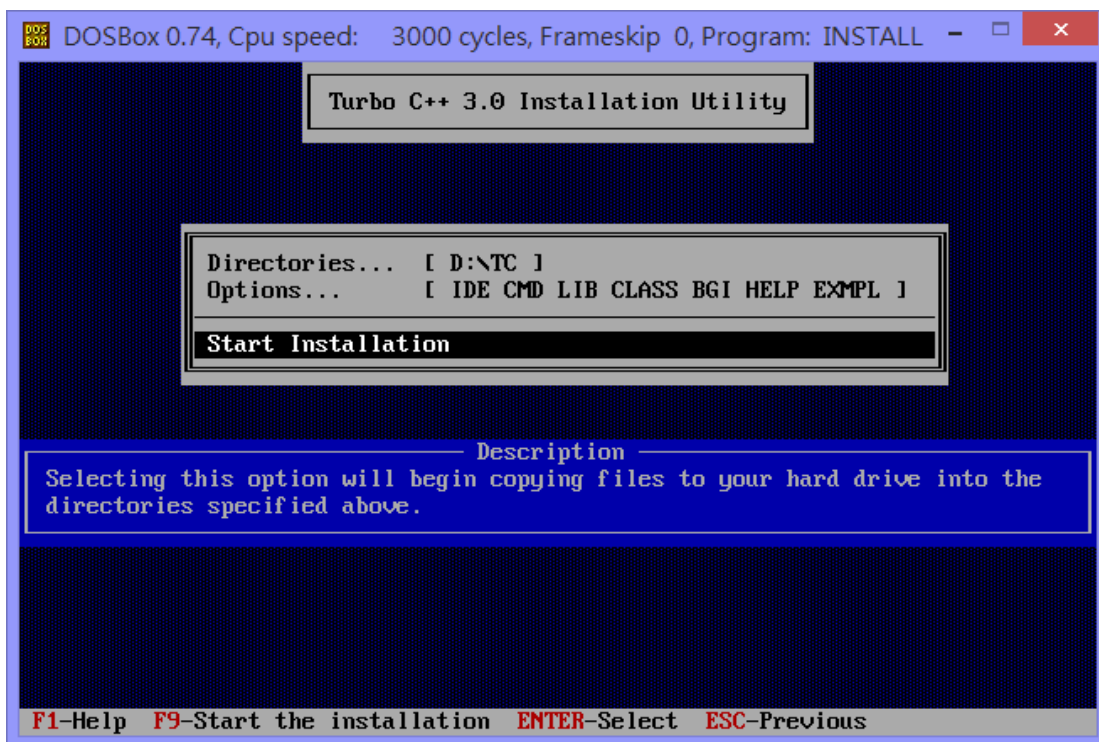 DOSBox 0.74, Cpu speed: 3000 cycles, Frameskip 0, Program: INSTALL
Turbo C++ 3.0 Installation Utility
Directories... [ D:\TC ]
Options... [ IDE CMD LIB CLASS BGI HELP EXMPL ]
Start Installation
Description
Selecting this option will begin copying files to your hard drive into the
directories specified above.
F1-Help F9-Start the installation ENTER-Select ESC-Previous